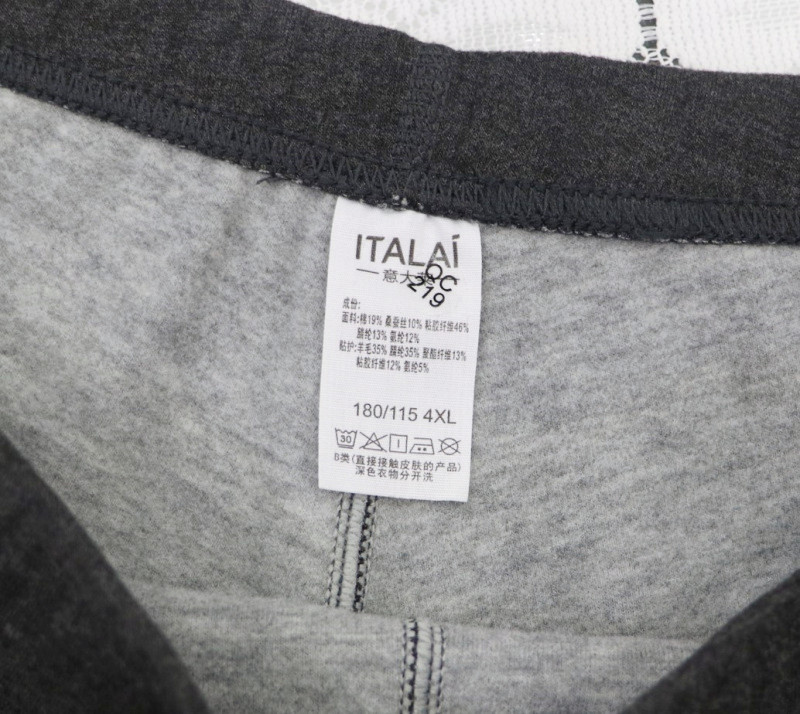 ITALAÍ
意大莱
QC
219
成份:
面料:棉19% 桑蚕丝10% 粘胶纤维46%
腈纶13% 氨纶12%
贴护:羊毛35% 腈纶35% 聚酯纤维13%
粘胶纤维12% 氨纶5%
180/115 4XL
30
B类(直接接触皮肤的产品)
深色衣物分开洗